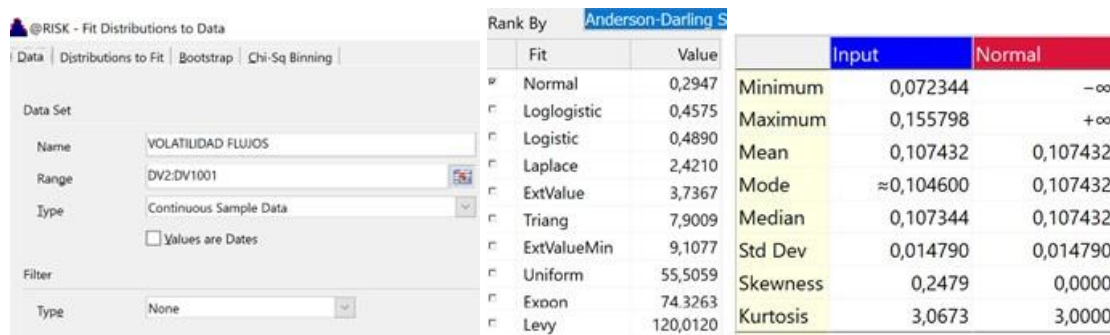 @RISK - Fit Distributions to Data
Data Distributions to Fit Bootstrap Chi-Sq Binning
Data Set
Name VOLATILIDAD FLUJOS
Range DV2:DV1001
Type Continuous Sample Data
Values are Dates
Filter
Type None
Rank By Anderson-Darling S
Fit Value
Normal 0,2947
Loglogistic 0,4575
Logistic 0,4890
Laplace 2,4210
ExtValue 3,7367
Triang 7,9009
ExtValueMin 9,1077
Uniform 55,5059
Expon 74,3263
Levy 120,0120
Input Normal
Minimum 0,072344 −∞
Maximum 0,155798 +∞
Mean 0,107432 0,107432
Mode ≈0,104600 0,107432
Median 0,107344 0,107432
Std Dev 0,014790 0,014790
Skewness 0,2479 0,0000
Kurtosis 3,0673 3,0000